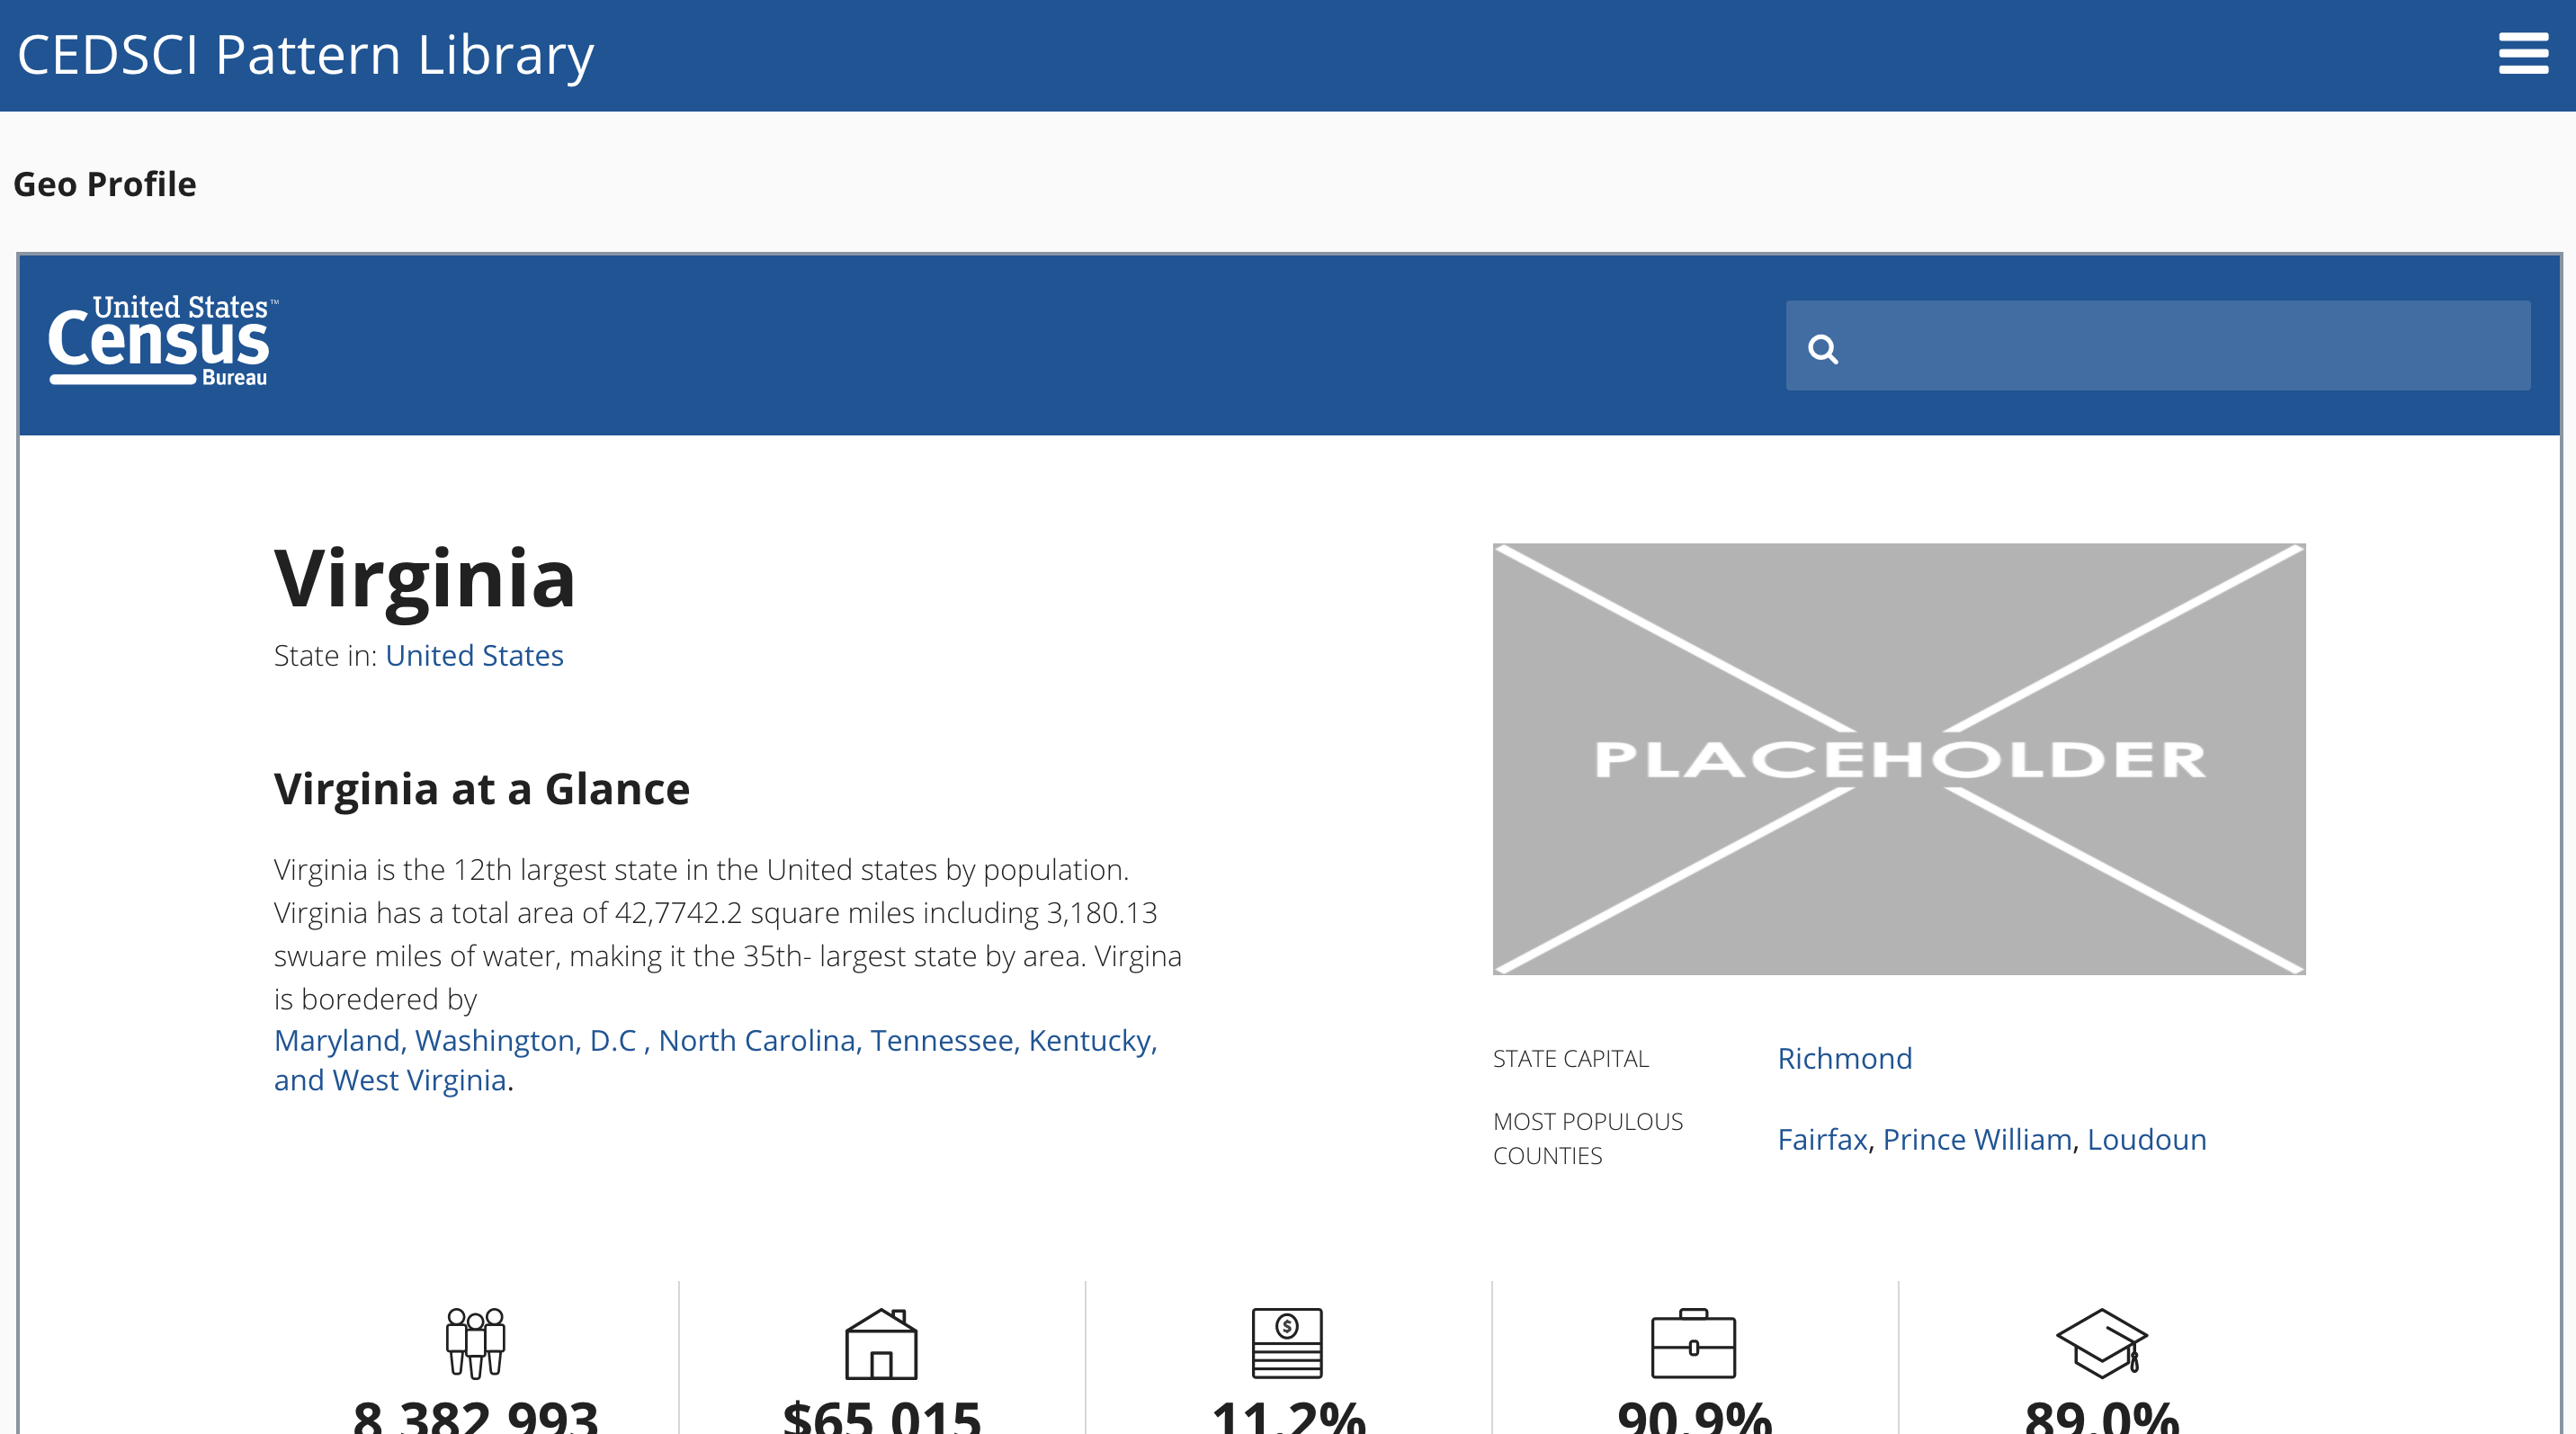 CEDSCI Pattern Library
Geo Profile
United States™
Census
Bureau
Virginia
State in: United States
Virginia at a Glance
Virginia is the 12th largest state in the United states by population.
Virginia has a total area of 42,7742.2 square miles including 3,180.13
swuare miles of water, making it the 35th- largest state by area. Virgina
is boredered by
Maryland, Washington, D.C , North Carolina, Tennessee, Kentucky,
and West Virginia.
PLACEHOLDER
STATE CAPITAL Richmond
MOST POPULOUS
COUNTIES
Fairfax, Prince William, Loudoun
$
8 382 993
$65 015
11.2%
90.9%
89.0%